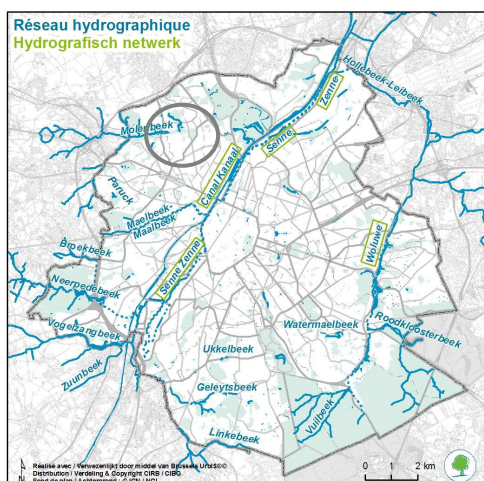 Réseau hydrographique
Hydrografisch netwerk
Hollebeek-Leibeek
Zenne
Molenbeek
Senne
Canal Kanaal
Paruck
Maelbeek-
Maalbeek
Woluwe
Broekbeek
Senne Zenne
Neerpedebeek
Vogelzangbeek
Watermaelbeek
Roodkloosterbeek
Zuunbeek
Ukkelbeek
Geleytsbeek
Vuilbeek
Linkebeek
N
Réalisé avec / Verwezenlijkt door middel van Brussels UrbIS®©
Distribution / Verdeling & Copyright CIRB / CIBG
0 1 2 km